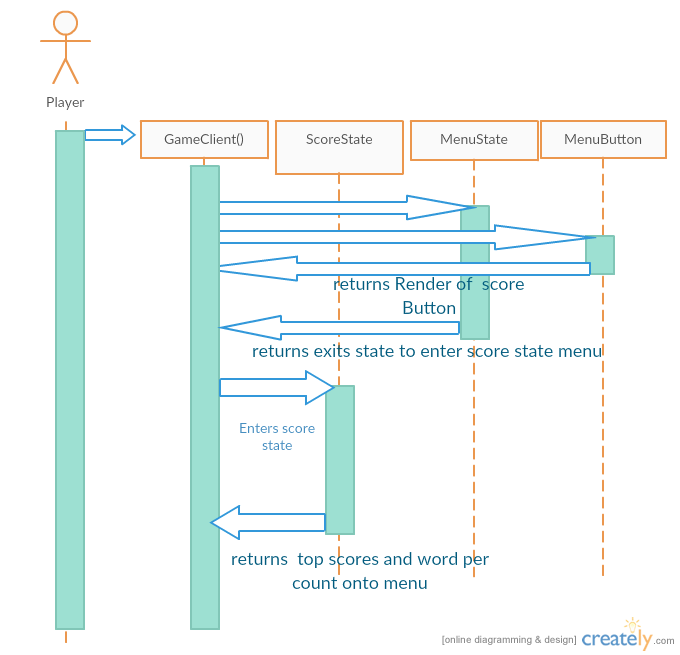 Player
GameClient()
ScoreState
MenuState
MenuButton
returns Render of  score
Button
returns exits state to enter score state menu
Enters score
state
returns  top scores and word per
count onto menu
[online diagramming & design] creately.com